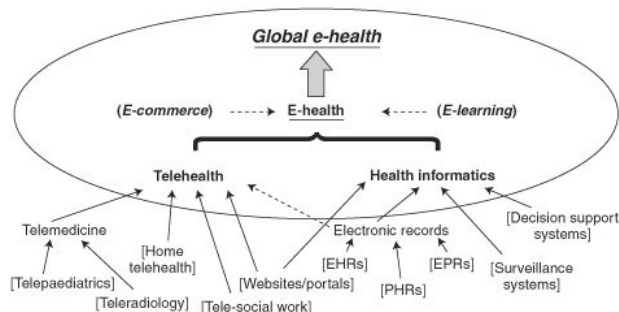 Global e-health
(E-commerce) E-health (E-learning)
Telehealth Health informatics
Telemedicine
[Home
telehealth]
Electronic records
[Decision support
systems]
[Telepaediatrics]
[Teleradiology]
[Tele-social work]
[Websites/portals]
[EHRs]
[PHRs]
[EPRs]
[Surveillance
systems]